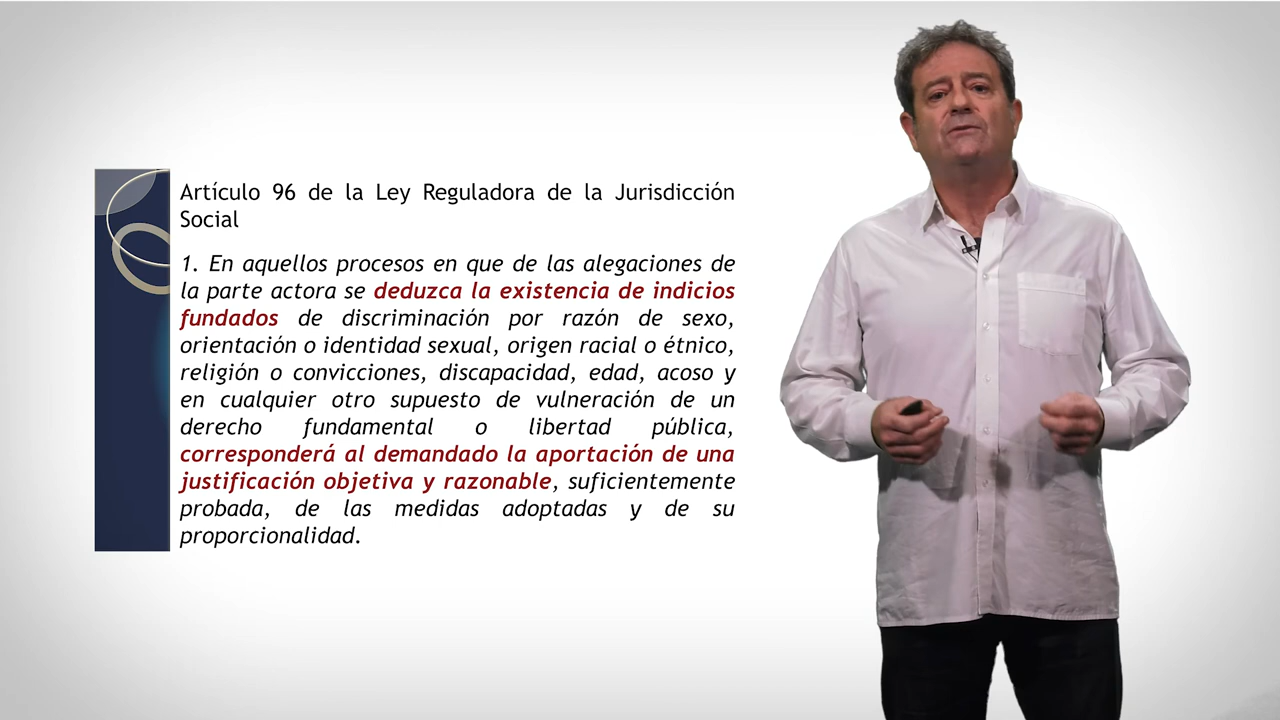 Artículo 96 de la Ley Reguladora de la Jurisdicción
Social
1. En aquellos procesos en que de las alegaciones de
la parte actora se deduzca la existencia de indicios
fundados de discriminación por razón de sexo,
orientación o identidad sexual, origen racial o étnico,
religión o convicciones, discapacidad, edad, acoso y
en cualquier otro supuesto de vulneración de un
derecho fundamental o libertad pública,
corresponderá al demandado la aportación de una
justificación objetiva y razonable, suficientemente
probada, de las medidas adoptadas y de su
proporcionalidad.